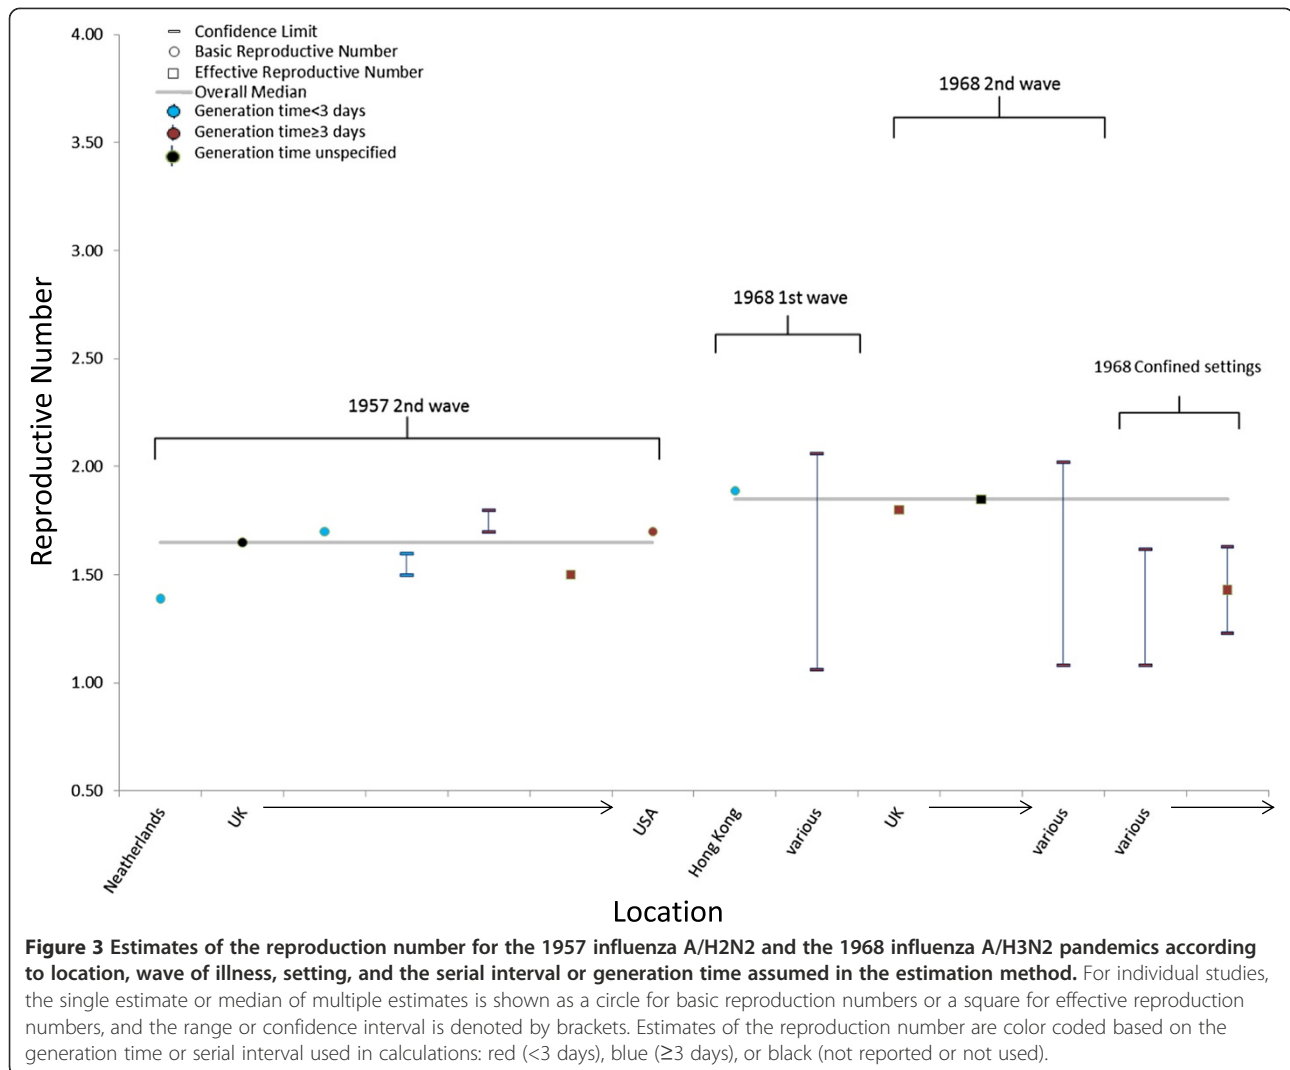 4.00
3.50
3.00
2.50
2.00
1.50
1.00
0.50
Reproductive Number
Confidence Limit
Basic Reproductive Number
Effective Reproductive Number
Overall Median
Generation time<3 days
Generation time≥3 days
Generation time unspecified
1968 2nd wave
1968 1st wave
1968 Confined settings
1957 2nd wave
Neatherlands
UK
USA
Hong Kong
various
UK
various
various
Location
Figure 3 Estimates of the reproduction number for the 1957 influenza A/H2N2 and the 1968 influenza A/H3N2 pandemics according
to location, wave of illness, setting, and the serial interval or generation time assumed in the estimation method. For individual studies,
the single estimate or median of multiple estimates is shown as a circle for basic reproduction numbers or a square for effective reproduction
numbers, and the range or confidence interval is denoted by brackets. Estimates of the reproduction number are color coded based on the
generation time or serial interval used in calculations: red (<3 days), blue (≥3 days), or black (not reported or not used).